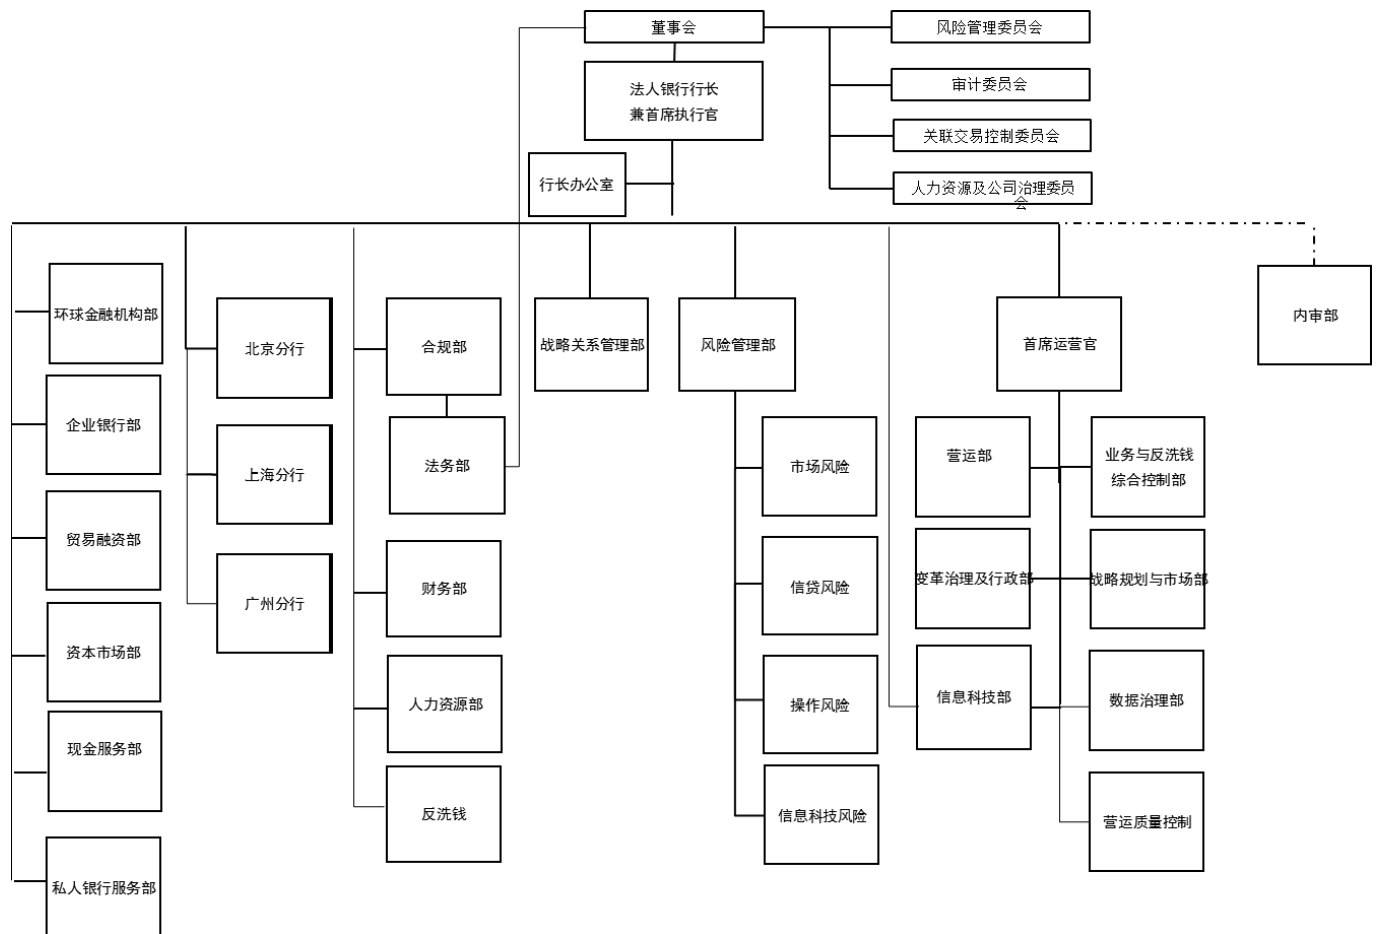 董事会
风险管理委员会
法人银行行长
兼首席执行官
审计委员会
关联交易控制委员会
行长办公室
人力资源及公司治理委员
会
环球金融机构部
北京分行
合规部
战略关系管理部
风险管理部
首席运营官
内审部
企业银行部
上海分行
法务部
市场风险
营运部
业务与反洗钱
综合控制部
贸易融资部
广州分行
财务部
信贷风险
变革治理及行政部
战略规划与市场部
资本市场部
人力资源部
操作风险
信息科技部
数据治理部
现金服务部
反洗钱
信息科技风险
营运质量控制
私人银行服务部